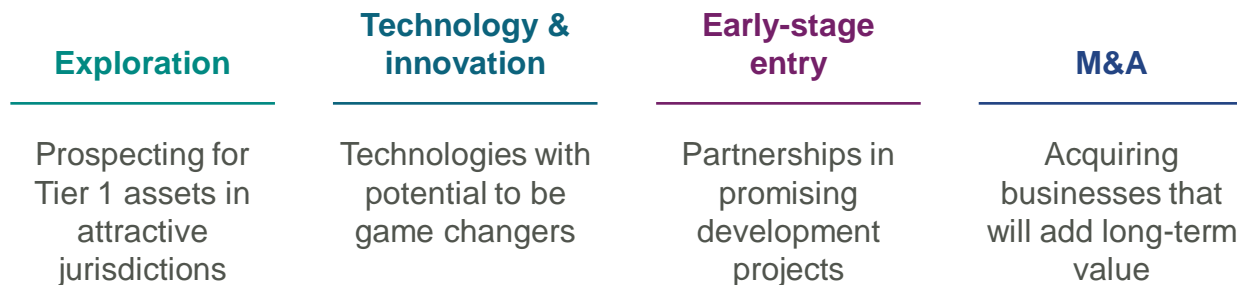 Exploration
Prospecting for
Tier 1 assets in
attractive
jurisdictions
Technology &
innovation
Technologies with
potential to be
game changers
Early-stage
entry
Partnerships in
promising
development
projects
M&A
Acquiring
businesses that
will add long-term
value